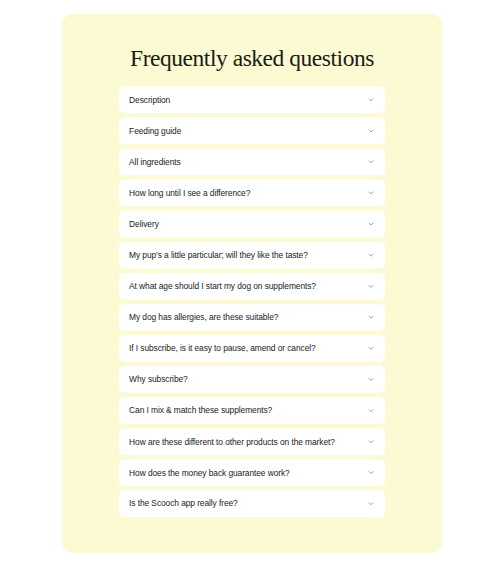 Frequently asked questions
Description
Feeding guide
All ingredients
How long until I see a difference?
Delivery
My pup's a little particular; will they like the taste?
At what age should I start my dog on supplements?
My dog has allergies, are these suitable?
If I subscribe, is it easy to pause, amend or cancel?
Why subscribe?
Can I mix & match these supplements?
How are these different to other products on the market?
How does the money back guarantee work?
Is the Scooch app really free?